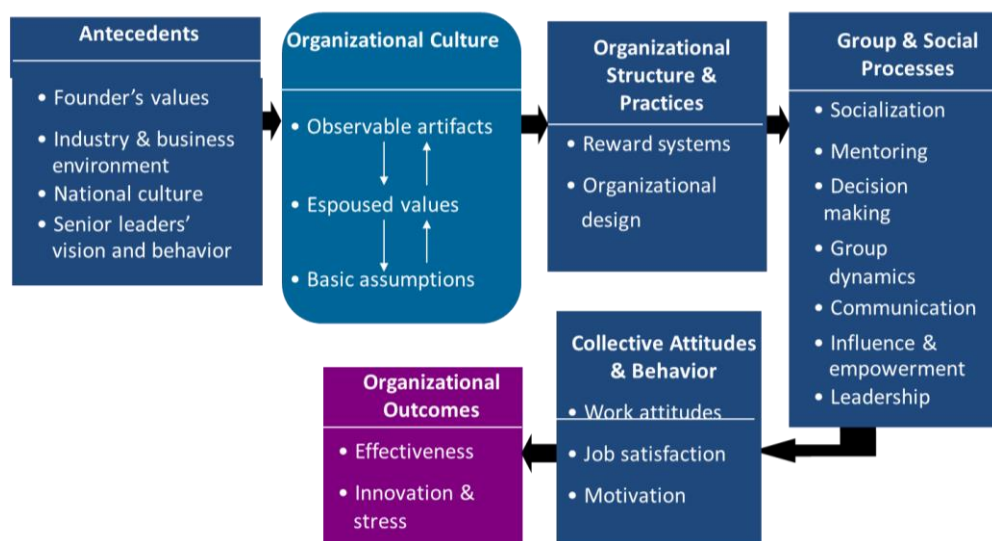 Antecedents
• Founder's values
• Industry & business
environment
• National culture
• Senior leaders'
vision and behavior
Organizational Culture
• Observable artifacts
• Espoused values
• Basic assumptions
Organizational
Structure &
Practices
• Reward systems
• Organizational
design
Group & Social
Processes
• Socialization
• Mentoring
• Decision
making
• Group
dynamics
• Communication
• Influence &
empowerment
• Leadership
Collective Attitudes
& Behavior
• Work attitudes
• Job satisfaction
• Motivation
Organizational
Outcomes
• Effectiveness
• Innovation &
stress